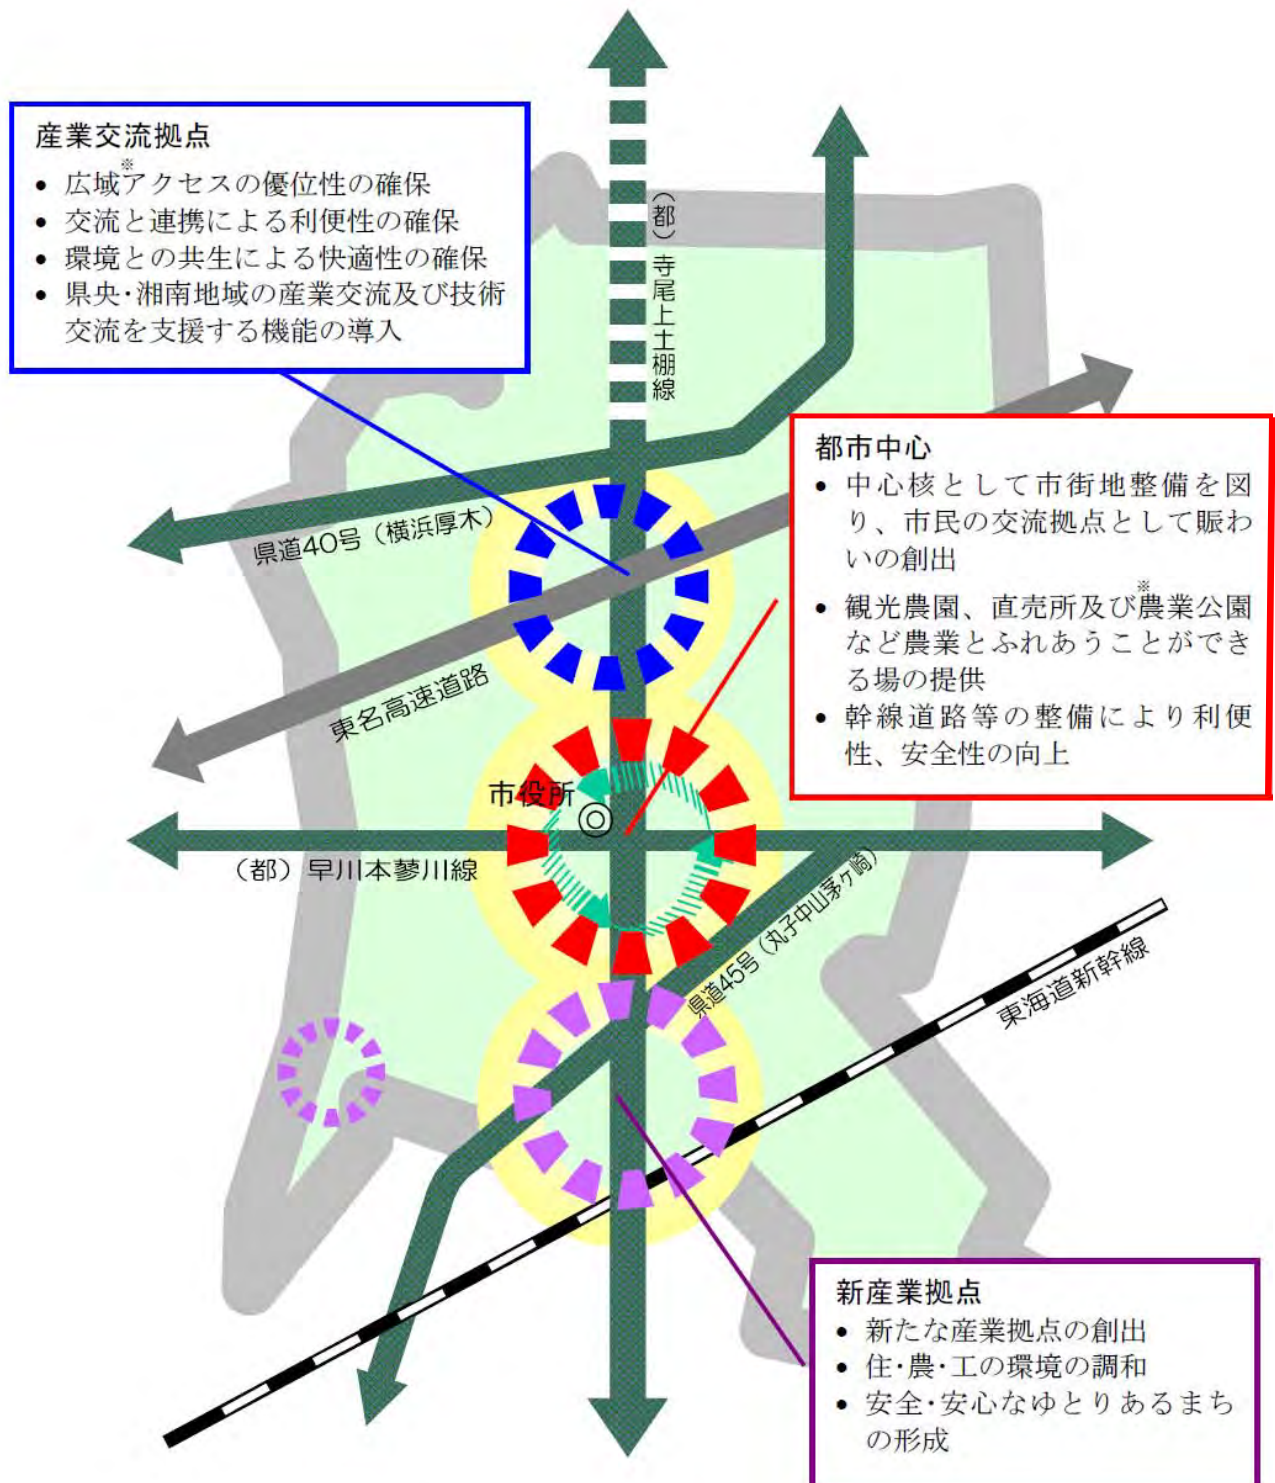 産業交流拠点
• 広域※アクセスの優位性の確保
• 交流と連携による利便性の確保
• 環境との共生による快適性の確保
• 県央・湘南地域の産業交流及び技術
交流を支援する機能の導入
（都）寺尾上土棚線
都市中心
• 中心核として市街地整備を図
り、市民の交流拠点として賑わ
いの創出
• 観光農園、直売所及び※農業公園
など農業とふれあうことができ
る場の提供
• 幹線道路等の整備により利便
性、安全性の向上
県道40号（横浜厚木）
東名高速道路
市役所
（都）早川本蓼川線
県道45号（丸子中山茅ヶ崎）
東海道新幹線
新産業拠点
• 新たな産業拠点の創出
• 住・農・工の環境の調和
• 安全・安心なゆとりあるまち
の形成